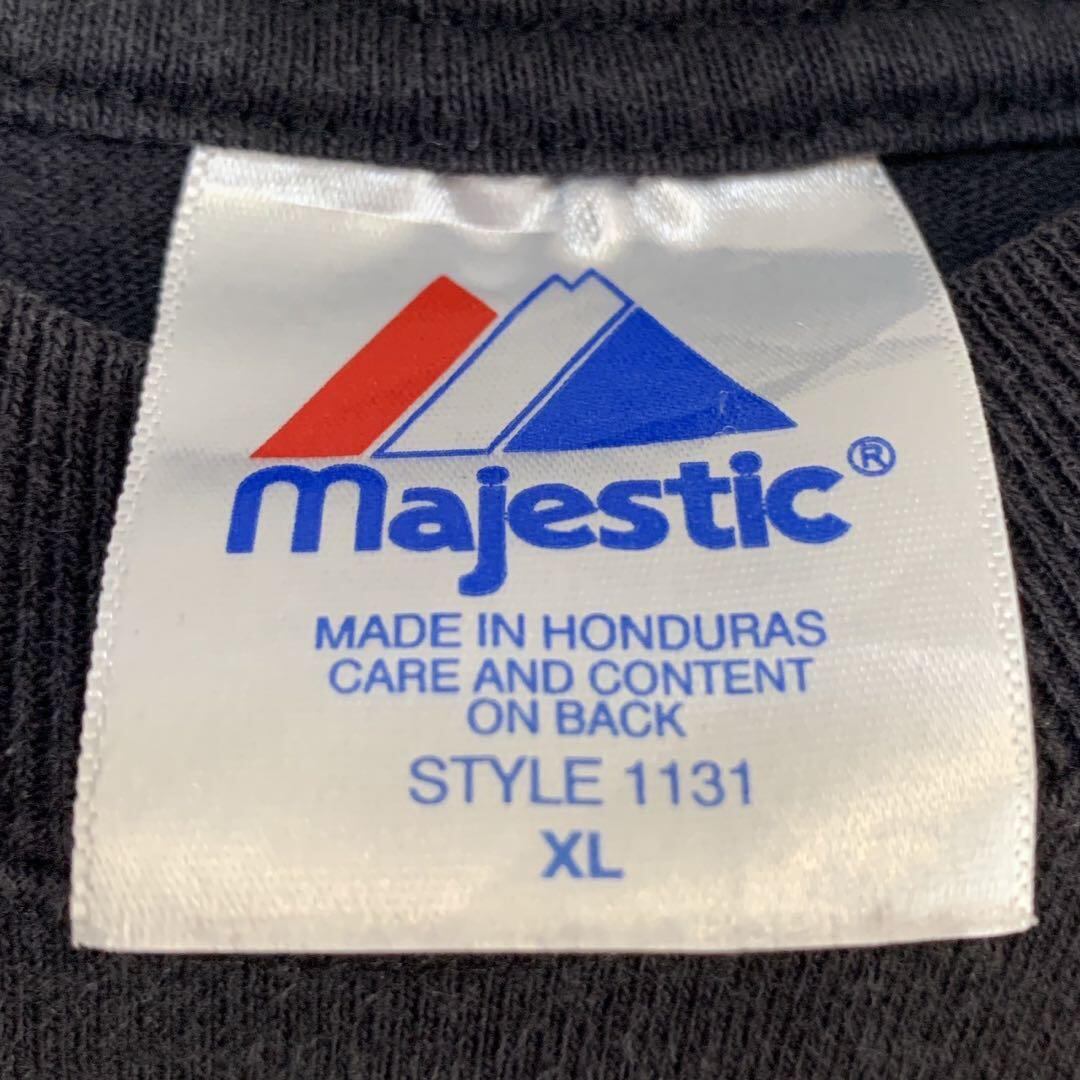 majestic®
MADE IN HONDURAS
CARE AND CONTENT
ON BACK
STYLE 1131
XL